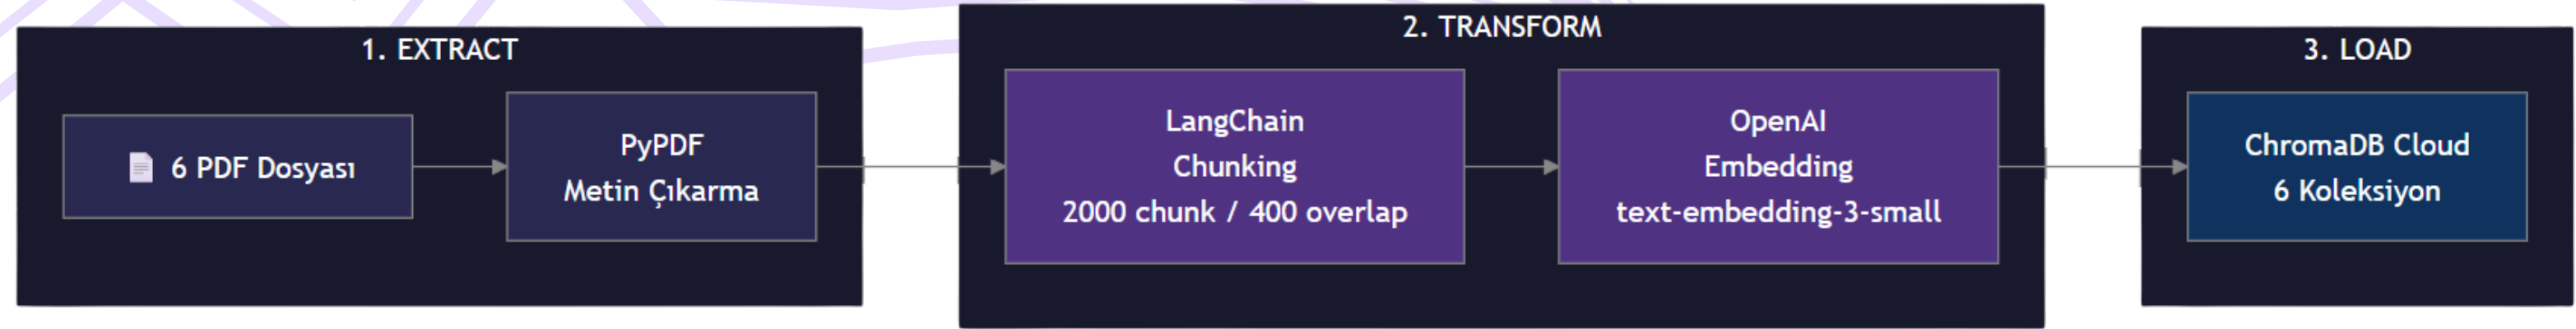 1. EXTRACT
6 PDF Dosyası
PyPDF
Metin Çıkarma
2. TRANSFORM
LangChain
Chunking
2000 chunk / 400 overlap
OpenAI
Embedding
text-embedding-3-small
3. LOAD
ChromaDB Cloud
6 Koleksiyon